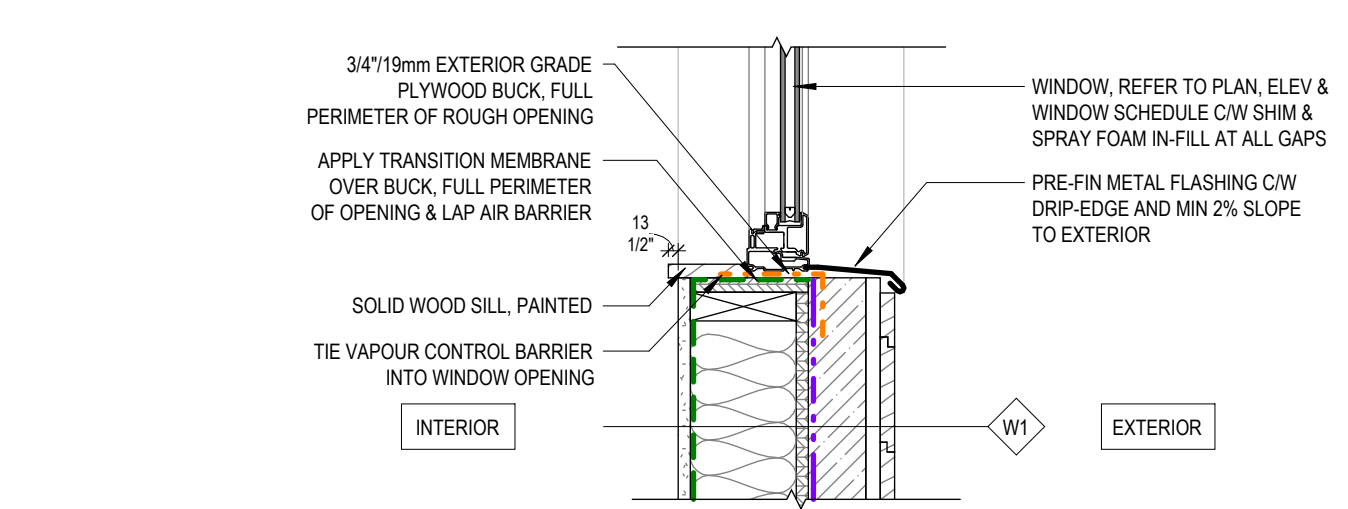 3/4"/19mm EXTERIOR GRADE
PLYWOOD BUCK, FULL
PERIMETER OF ROUGH OPENING
APPLY TRANSITION MEMBRANE
OVER BUCK, FULL PERIMETER
OF OPENING & LAP AIR BARRIER
13
1/2"
SOLID WOOD SILL, PAINTED
TIE VAPOUR CONTROL BARRIER
INTO WINDOW OPENING
INTERIOR
WINDOW, REFER TO PLAN, ELEV &
WINDOW SCHEDULE C/W SHIM &
SPRAY FOAM IN-FILL AT ALL GAPS
PRE-FIN METAL FLASHING C/W
DRIP-EDGE AND MIN 2% SLOPE
TO EXTERIOR
W1
EXTERIOR